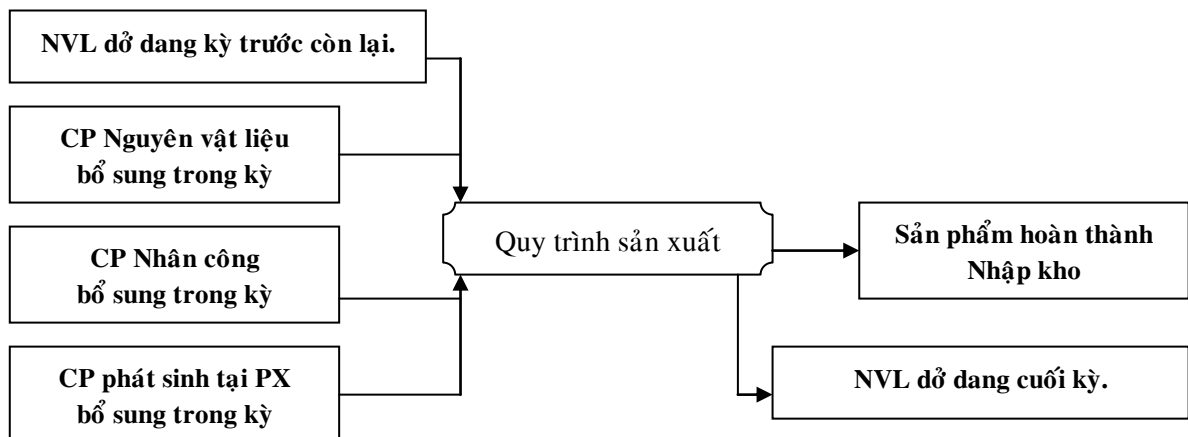 NVL dở dang kỳ trước còn lại.
CP Nguyên vật liệu
bổ sung trong kỳ
CP Nhân công
bổ sung trong kỳ
CP phát sinh tại PX
bổ sung trong kỳ
Quy trình sản xuất
Sản phẩm hoàn thành
Nhập kho
NVL dở dang cuối kỳ.